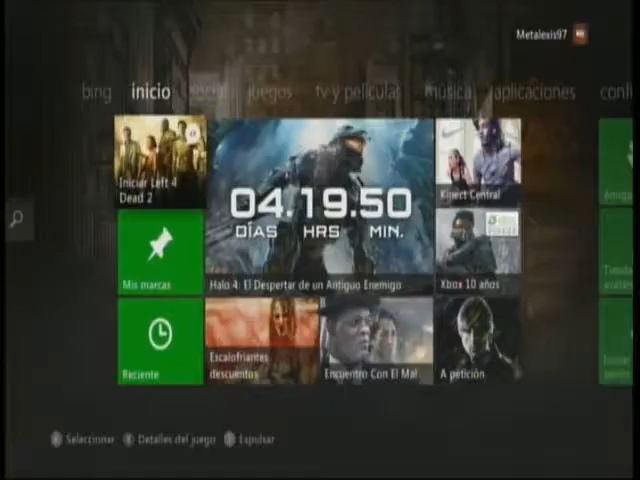 Metalexis97
bing inicio social juegos tv y películas música aplicaciones confi
Iniciar Left 4
Dead 2
04.19.50
DÍAS HRS MIN.
Kinect Central
Mis marcas
Halo 4: El Despertar de un Antiguo Enemigo
Xbox 10 años
Reciente
Escalofriantes
descuentos
Encuentro Con El Mal
A petición
Seleccionar
Detalles del juego
Expulsar